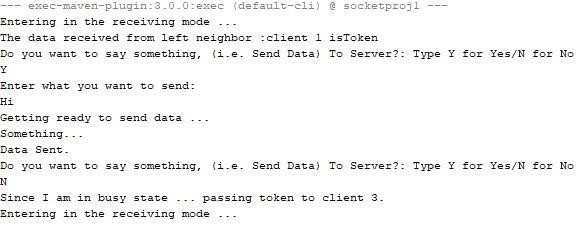 --- exec-maven-plugin:3.0.0:exec (default-cli) @ socketproj1 ---
Entering in the receiving mode ...
The data received from left neighbor :client 1 isToken
Do you want to say something, (i.e. Send Data) To Server?: Type Y for Yes/N for No
Y
Enter what you want to send:
Hi
Getting ready to send data ...
Something...
Data Sent.
Do you want to say something, (i.e. Send Data) To Server?: Type Y for Yes/N for No
N
Since I am in busy state ... passing token to client 3.
Entering in the receiving mode ...